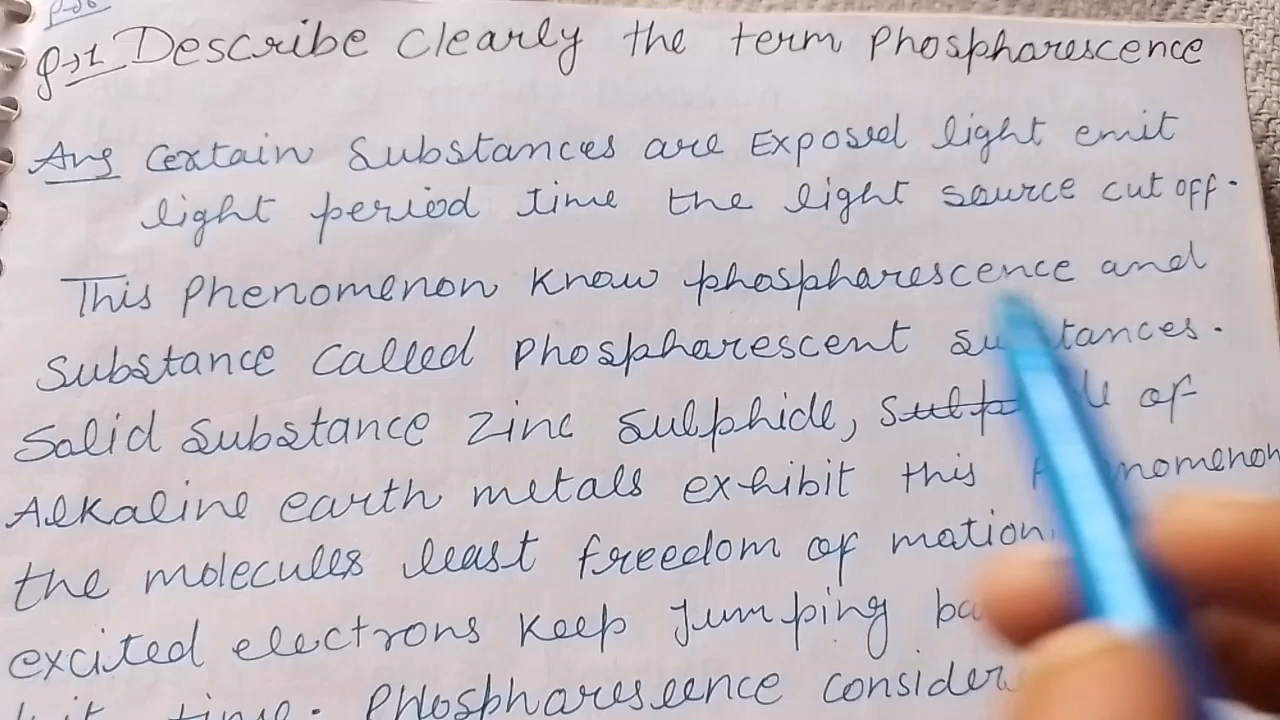 Q→1 Describe Clearly the term Phospharescence
Ans Certain Substances are Exposed light emit
light period time the light source cut off.
This Phenomenon Know phospharescence and
Substance Called Phospharescent
Solid Substance Zinc Sulphide, of
Alkaline earth metals exhibit this
the molecules least freedom of motion
excited electrons Keep Jumping
time. Phlosphareseence